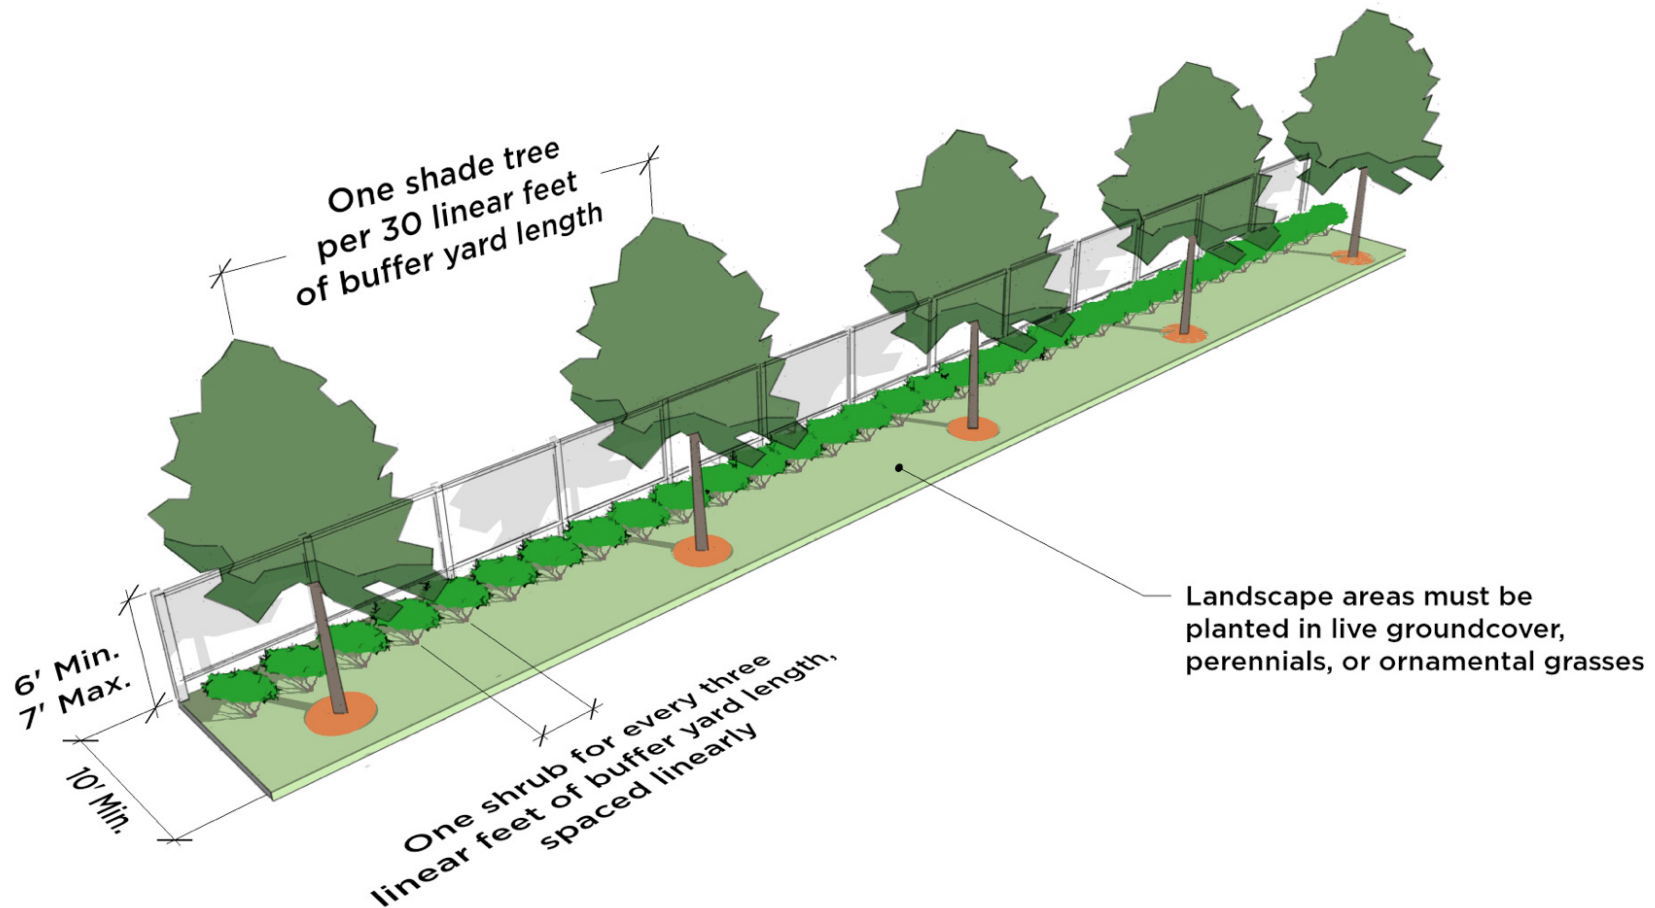 One shade tree
per 30 linear feet
of buffer yard length
6' Min.
7' Max.
10' Min.
One shrub for every three
linear feet of buffer yard length,
spaced linearly
Landscape areas must be
planted in live groundcover,
perennials, or ornamental grasses